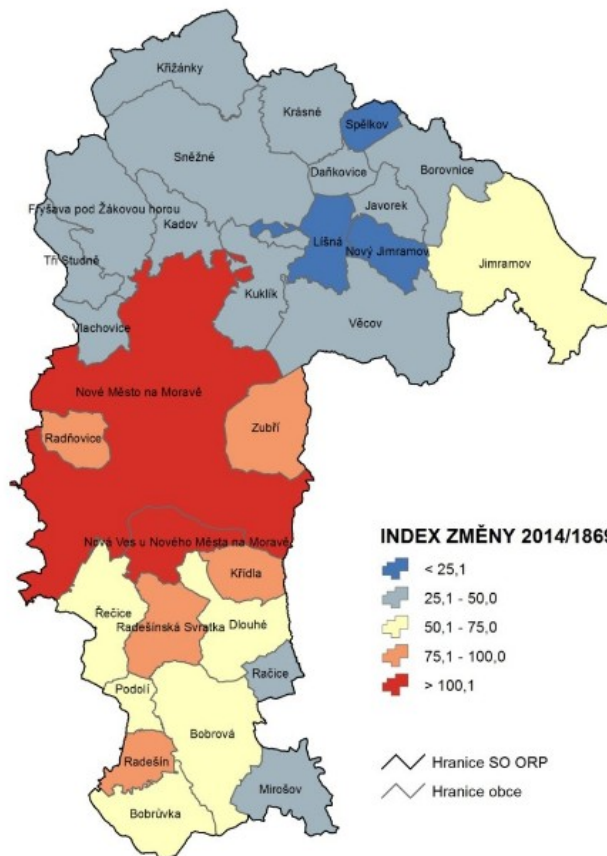 Křižánky
Krásné
Spělkov
Sněžné
Daňkovice
Borovnice
Javorek
Fryšava pod Žákovou horou
Kadov
Líšná
Nový Jimramov
Jimramov
Tři Studně
Kuklík
Vlachovice
Věcov
Nové Město na Moravě
Radňovice
Zubří
Nová Ves u Nového Města na Moravě
Křídla
Řečice
Radešínská Svratka
Dlouhé
Račice
Podolí
Bobrová
Radešín
Mirošov
Bobrůvka
INDEX ZMĚNY 2014/1869
< 25,1
25,1 - 50,0
50,1 - 75,0
75,1 - 100,0
> 100,1
Hranice SO ORP
Hranice obce